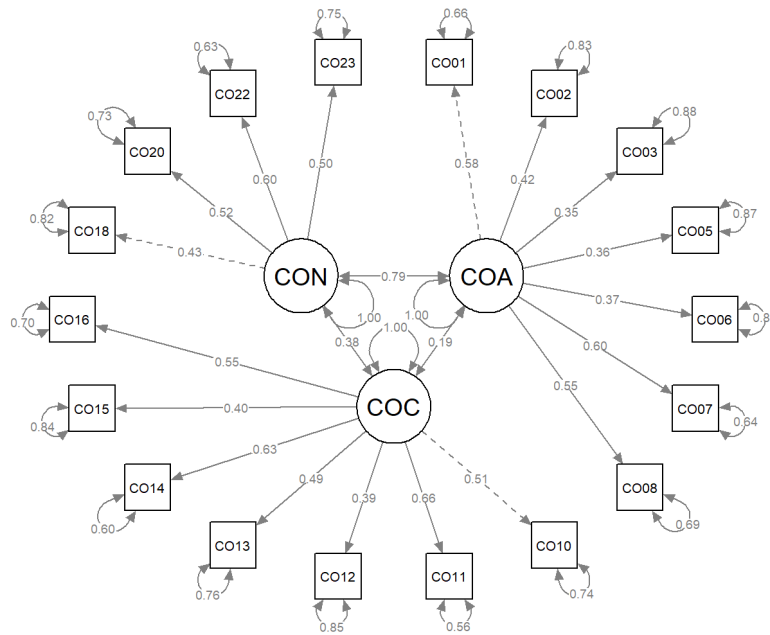 0.75 0.66
0.63 CO23 CO01 0.83
CO22 CO02
0.73 0.88
CO20 CO03
0.50 0.58
0.60 0.42
0.52 0.35
0.82 CO18 0.43 0.36 CO05 0.87
CON 0.79 COA
CO16 0.37 CO06 0.8
0.70 1.00 1.00 1.00
0.38 0.19
0.55 0.60
0.55
CO15 0.40 COC CO07
0.84 0.64
0.63
CO14 0.49 0.39 0.66 0.51 CO08
0.60 0.69
CO13 CO10
CO12 CO11
0.76 0.74
0.85 0.56